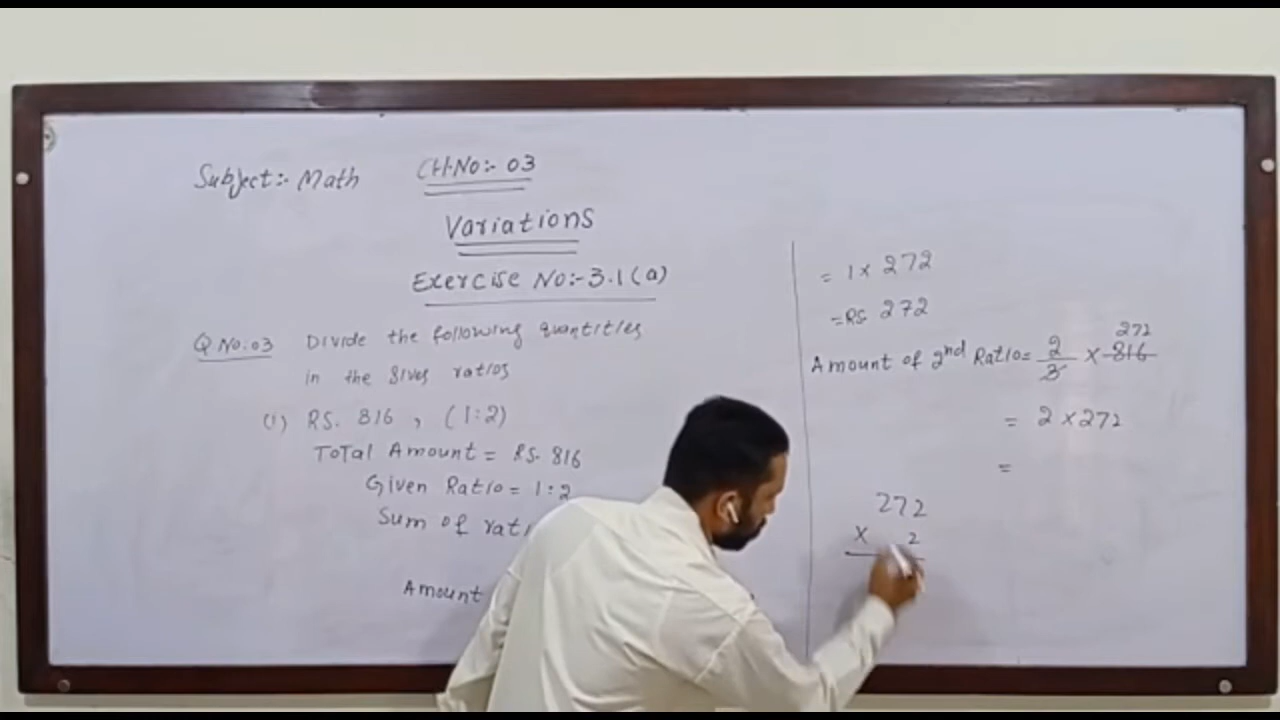 Subject:- Math
CH.No:- 03
Variations
Exercise No:- 3.1(a)
Q No:03 Divide the following quantities
in the gives ratios
(1) RS. 816 , (1:2)
Total Amount = Rs. 816
Given Ratio = 1:2
Sum of rati
Amount
= 1 × 272
= Rs. 272
272
Amount of 2nd Ratio = 2/3 × 816
= 2 × 272
=
272
× 2